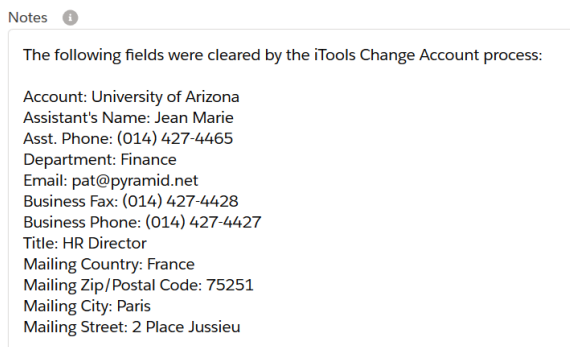 Notes
The following fields were cleared by the iTools Change Account process:
Account: University of Arizona
Assistant's Name: Jean Marie
Asst. Phone: (014) 427-4465
Department: Finance
Email: pat@pyramid.net
Business Fax: (014) 427-4428
Business Phone: (014) 427-4427
Title: HR Director
Mailing Country: France
Mailing Zip/Postal Code: 75251
Mailing City: Paris
Mailing Street: 2 Place Jussieu